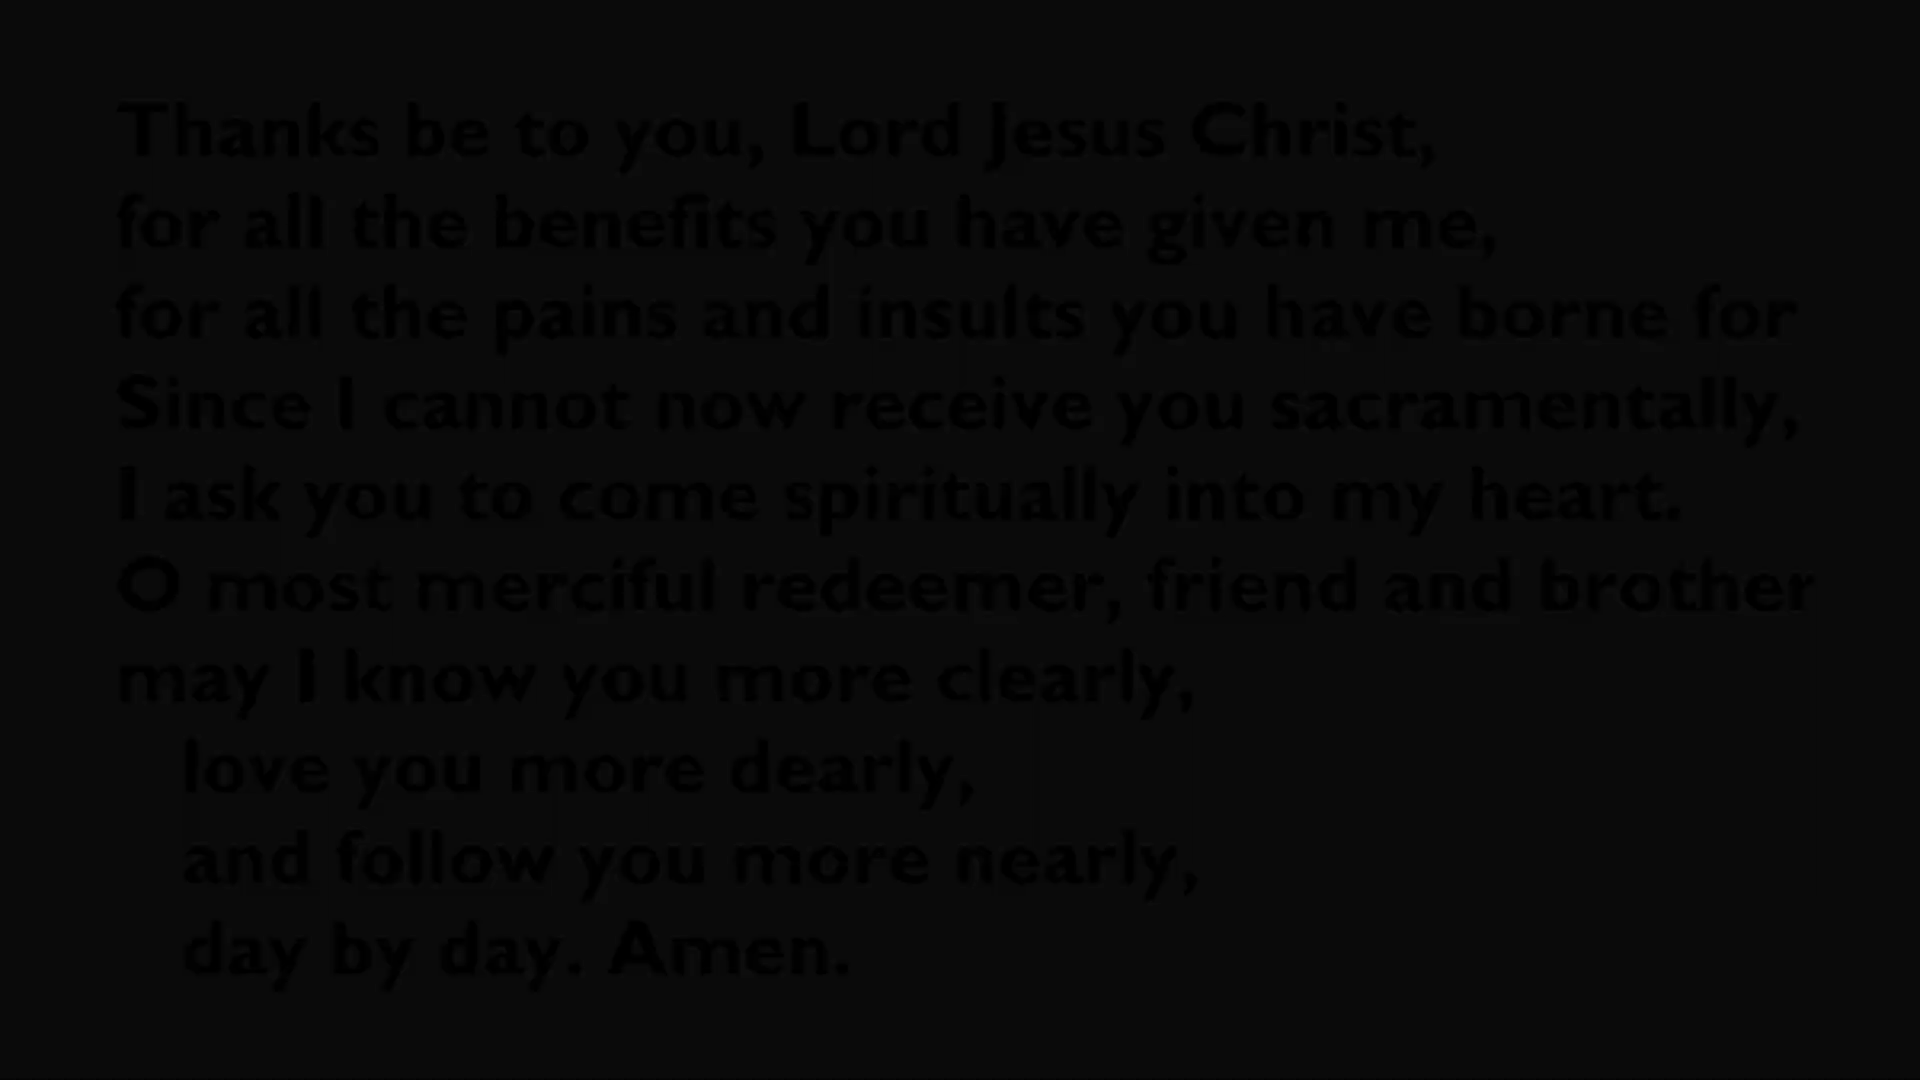 Thanks be to you, Lord Jesus Christ,
for all the benefits you have given me,
for all the pains and insults you have borne for
Since I cannot now receive you sacramentally,
I ask you to come spiritually into my heart.
O most merciful redeemer, friend and brother
may I know you more clearly,
love you more dearly,
and follow you more nearly,
day by day. Amen.